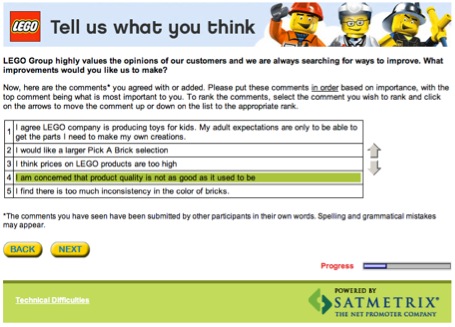 LEGO Tell us what you think
LEGO Group highly values the opinions of our customers and we are always searching for ways to improve. What
improvements would you like us to make?
Now, here are the comments* you agreed with or added. Please put these comments in order based on importance, with the
top comment being what is most important to you. To rank the comments, select the comment you wish to rank and click
on the arrows to move the comment up or down on the list to the appropriate rank.
1 I agree LEGO company is producing toys for kids. My adult expectations are only to be able to
get the parts I need to make my own creations.
2 I would like a larger Pick A Brick selection
3 I think prices on LEGO products are too high
4 I am concerned that product quality is not as good as it used to be
5 I find there is too much inconsistency in the color of bricks.
*The comments you have seen have been submitted by other participants in their own words. Spelling and grammatical mistakes
may appear.
BACK NEXT
Progress
Technical Difficulties
POWERED BY
SATMETRIX®
THE NET PROMOTER COMPANY